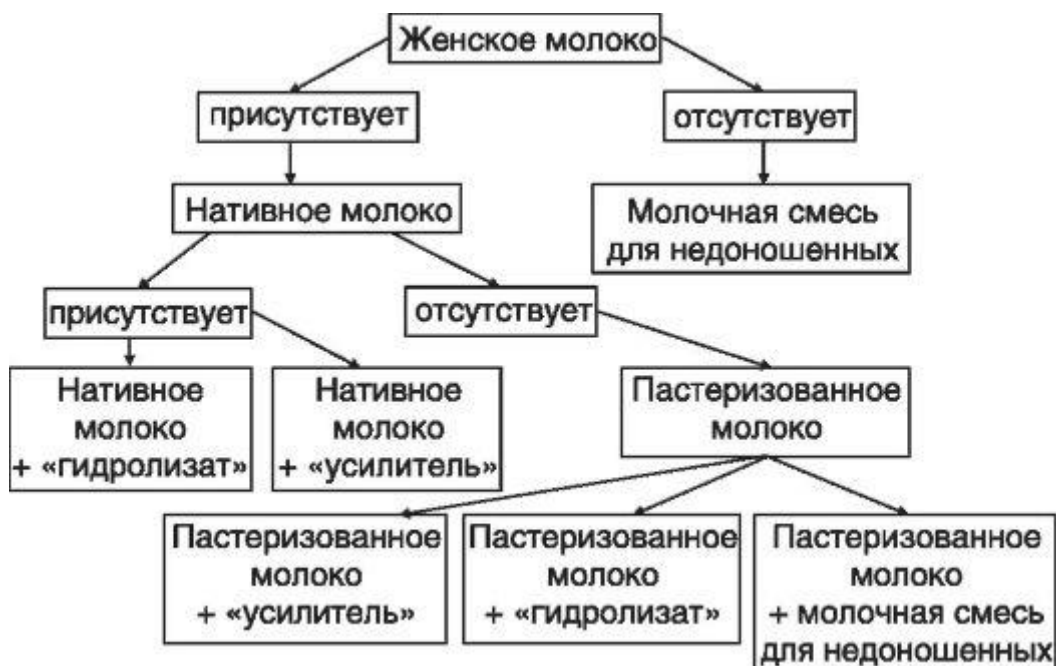 Женское молоко
присутствует
отсутствует
Нативное молоко
Молочная смесь
для недоношенных
присутствует
отсутствует
Нативное
молоко
+ «гидролизат»
Нативное
молоко
+ «усилитель»
Пастеризованное
молоко
Пастеризованное
молоко
+ «усилитель»
Пастеризованное
молоко
+ «гидролизат»
Пастеризованное
молоко
+ молочная смесь
для недоношенных